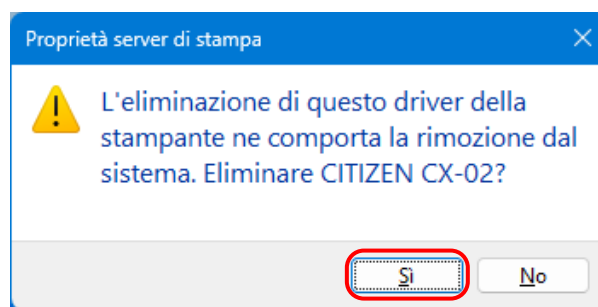 Proprietà server di stampa
L'eliminazione di questo driver della
stampante ne comporta la rimozione dal
sistema. Eliminare CITIZEN CX-02?
Sì
No